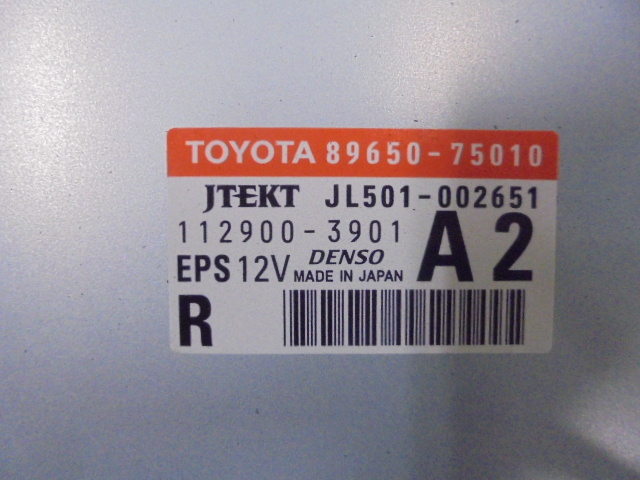 TOYOTA 89650-75010
JTEKT JL501-002651
112900-3901 DENSO A2
EPS 12V MADE IN JAPAN
R